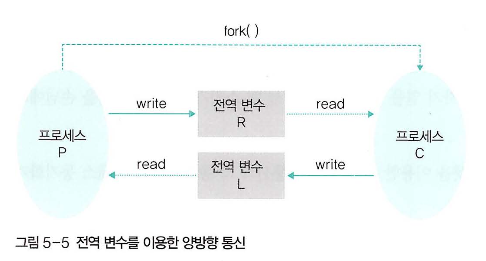 fork( )
프로세스
P
write
전역 변수
R
read
프로세스
C
read
전역 변수
L
write
그림 5-5 전역 변수를 이용한 양방향 통신